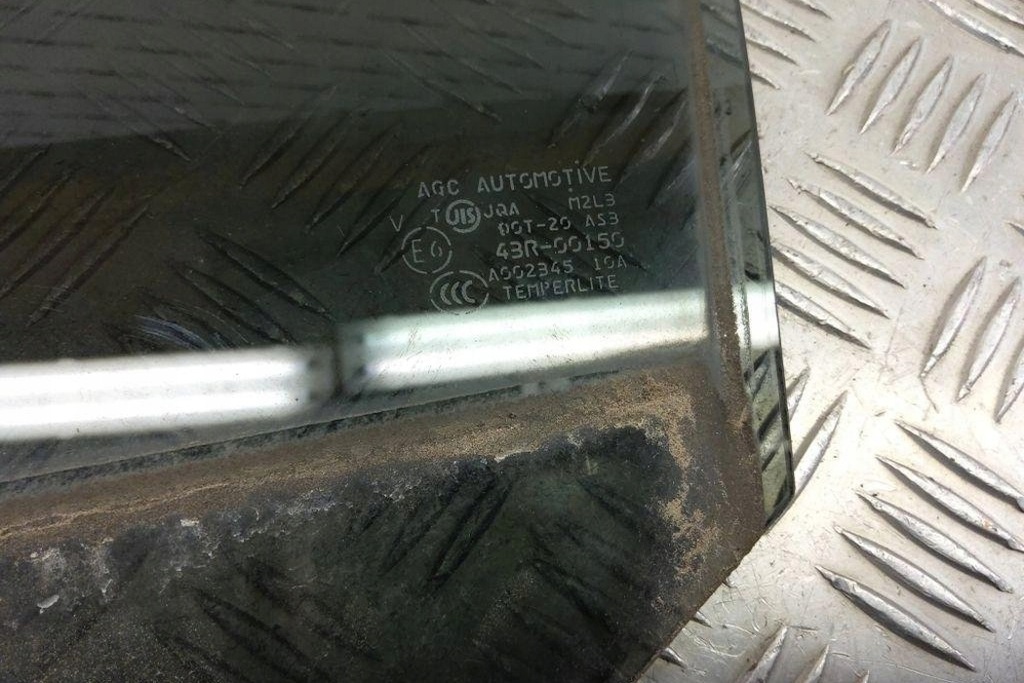 AGC AUTOMOTIVE
T JIS JQA M2L3
V DOT-20 AS3
E6 43R-00150
A002345 10A
CCC TEMPERLITE